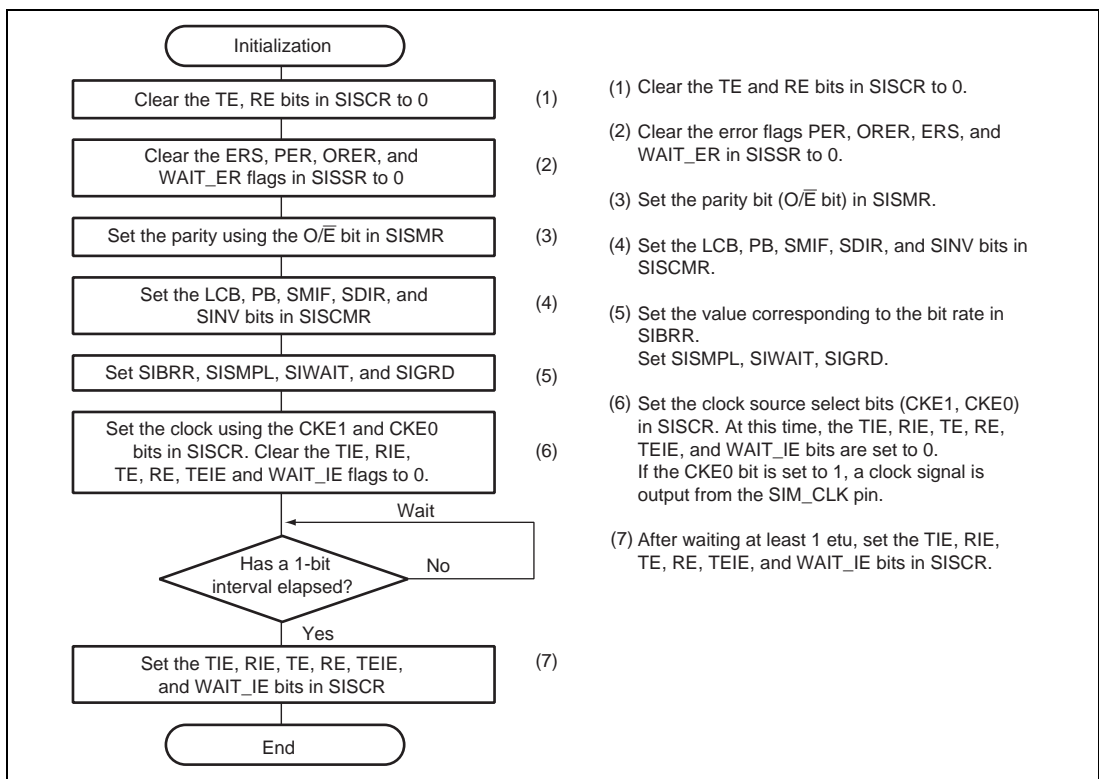 Initialization
Clear the TE, RE bits in SISCR to 0
(1)
Clear the ERS, PER, ORER, and
WAIT_ER flags in SISSR to 0
(2)
Set the parity using the O/E̅ bit in SISMR
(3)
Set the LCB, PB, SMIF, SDIR, and
SINV bits in SISCMR
(4)
Set SIBRR, SISMPL, SIWAIT, and SIGRD
(5)
Set the clock using the CKE1 and CKE0
bits in SISCR. Clear the TIE, RIE,
TE, RE, TEIE and WAIT_IE flags to 0.
(6)
Wait
Has a 1-bit
interval elapsed?
No
Yes
Set the TIE, RIE, TE, RE, TEIE,
and WAIT_IE bits in SISCR
(7)
End
(1) Clear the TE and RE bits in SISCR to 0.
(2) Clear the error flags PER, ORER, ERS, and
WAIT_ER in SISSR to 0.
(3) Set the parity bit (O/E̅ bit) in SISMR.
(4) Set the LCB, PB, SMIF, SDIR, and SINV bits in
SISCMR.
(5) Set the value corresponding to the bit rate in
SIBRR.
Set SISMPL, SIWAIT, SIGRD.
(6) Set the clock source select bits (CKE1, CKE0)
in SISCR. At this time, the TIE, RIE, TE, RE,
TEIE, and WAIT_IE bits are set to 0.
If the CKE0 bit is set to 1, a clock signal is
output from the SIM_CLK pin.
(7) After waiting at least 1 etu, set the TIE, RIE,
TE, RE, TEIE, and WAIT_IE bits in SISCR.